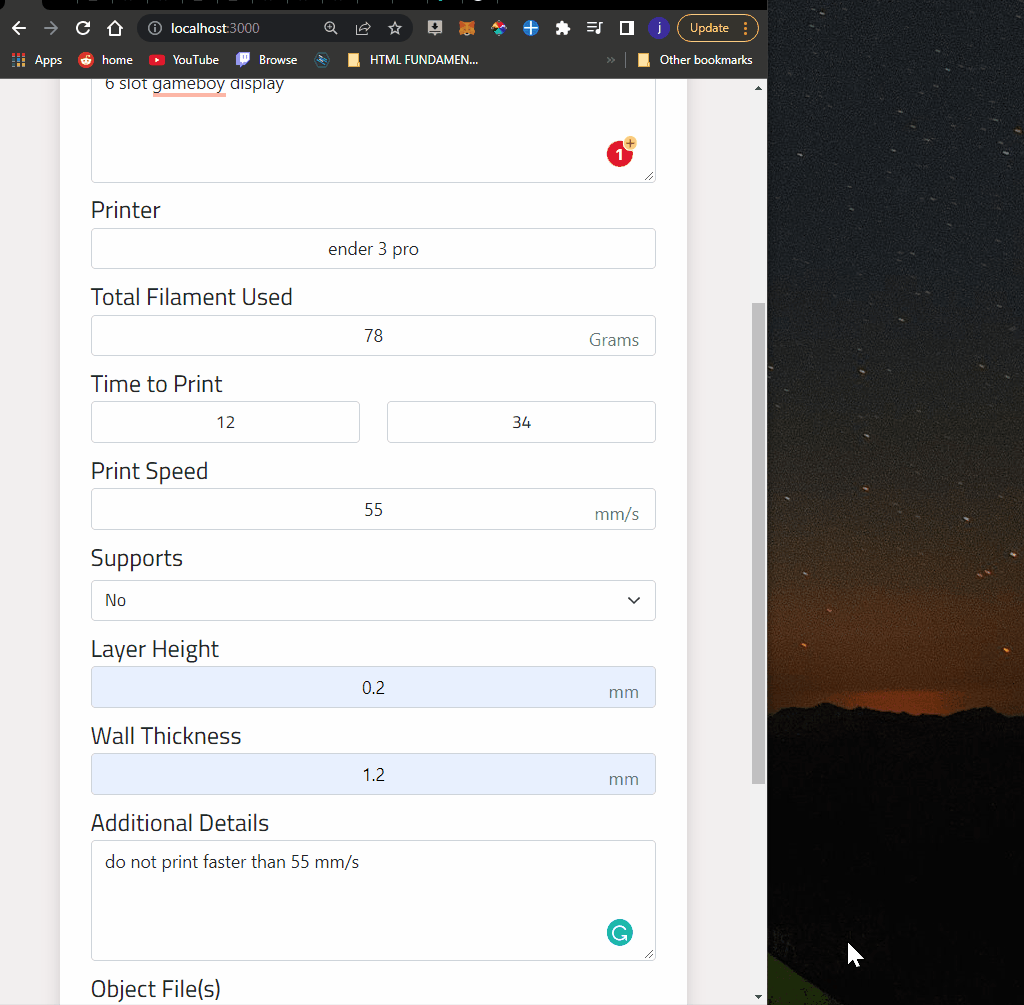 localhost:3000
j
Update
Apps
home
YouTube
Browse
HTML FUNDAMEN...
»
Other bookmarks
6 slot gameboy display
1
+
Printer
ender 3 pro
Total Filament Used
78
Grams
Time to Print
12
34
Print Speed
55
mm/s
Supports
No
Layer Height
0.2
mm
Wall Thickness
1.2
mm
Additional Details
do not print faster than 55 mm/s
Object File(s)